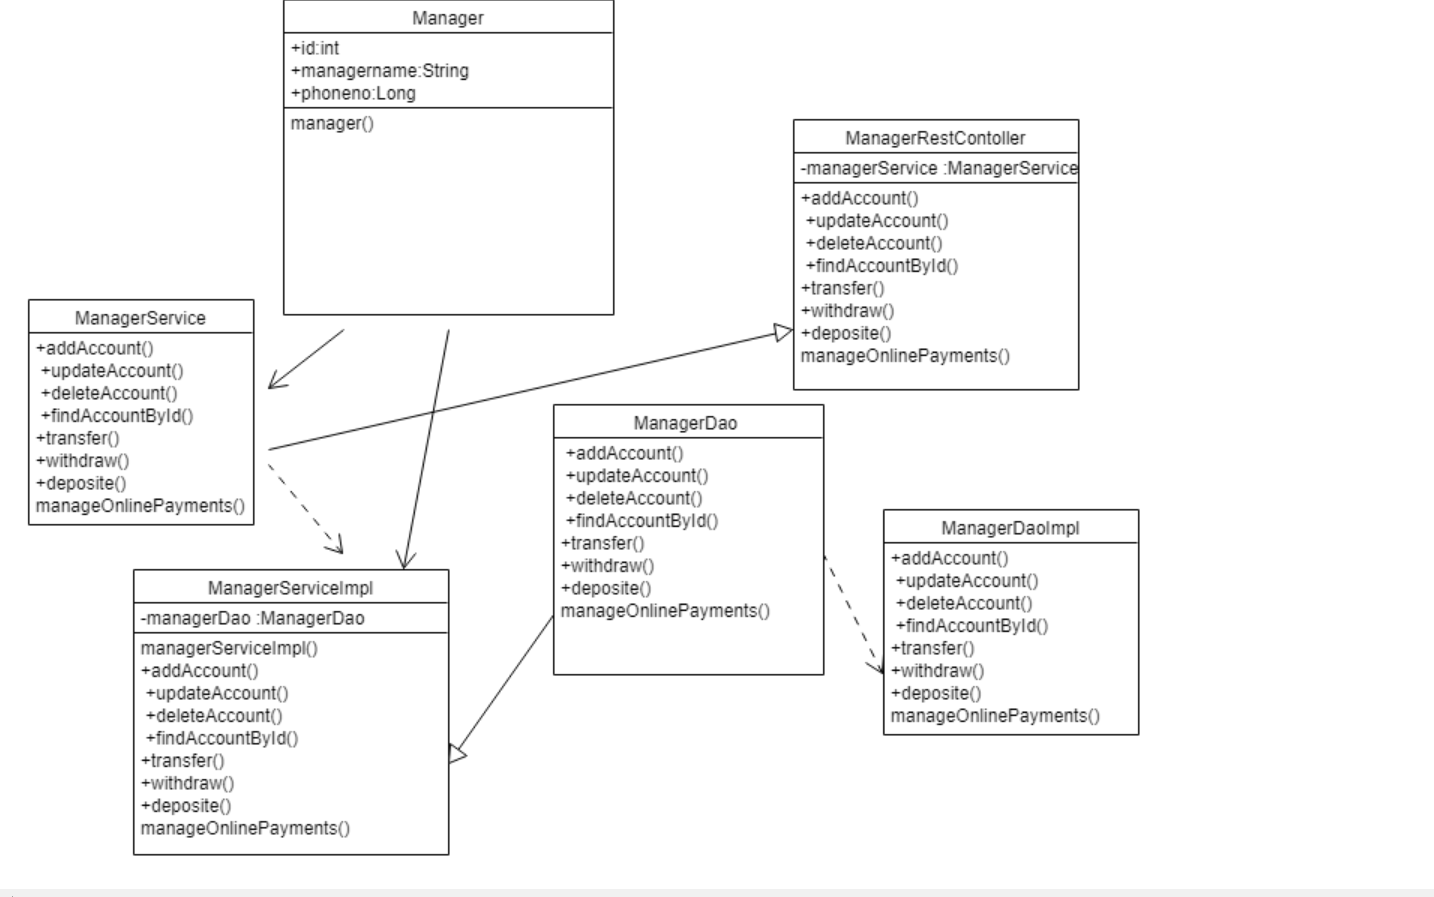 Manager
+id:int
+managername:String
+phoneno:Long
manager()
ManagerRestContoller
-managerService :ManagerService
+addAccount()
+updateAccount()
+deleteAccount()
+findAccountById()
+transfer()
+withdraw()
+deposite()
manageOnlinePayments()
ManagerService
+addAccount()
+updateAccount()
+deleteAccount()
+findAccountById()
+transfer()
+withdraw()
+deposite()
manageOnlinePayments()
ManagerDao
+addAccount()
+updateAccount()
+deleteAccount()
+findAccountById()
+transfer()
+withdraw()
+deposite()
manageOnlinePayments()
ManagerDaoImpl
+addAccount()
+updateAccount()
+deleteAccount()
+findAccountById()
+transfer()
+withdraw()
+deposite()
manageOnlinePayments()
ManagerServiceImpl
-managerDao :ManagerDao
managerServiceImpl()
+addAccount()
+updateAccount()
+deleteAccount()
+findAccountById()
+transfer()
+withdraw()
+deposite()
manageOnlinePayments()